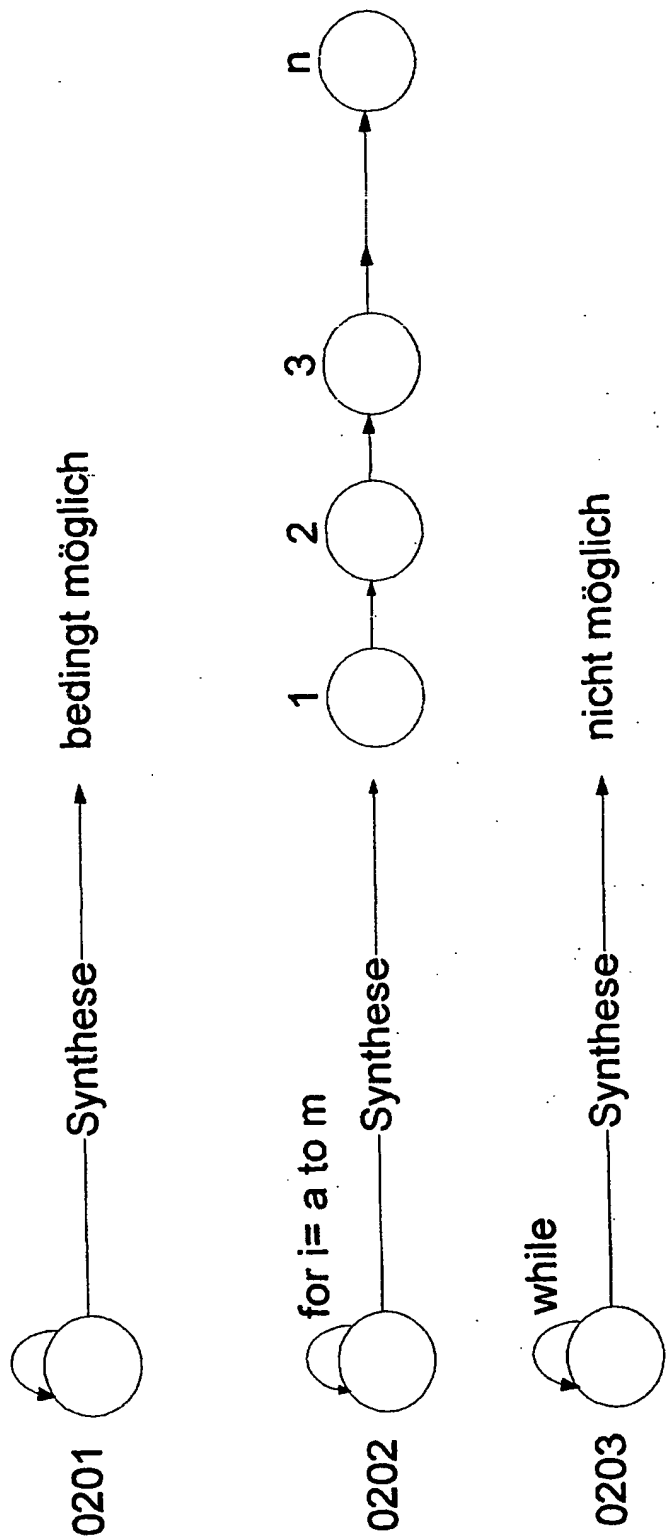 0201 Synthese bedingt möglich
for i= a to m 1 2 3 n
0202 Synthese
while
0203 Synthese nicht möglich